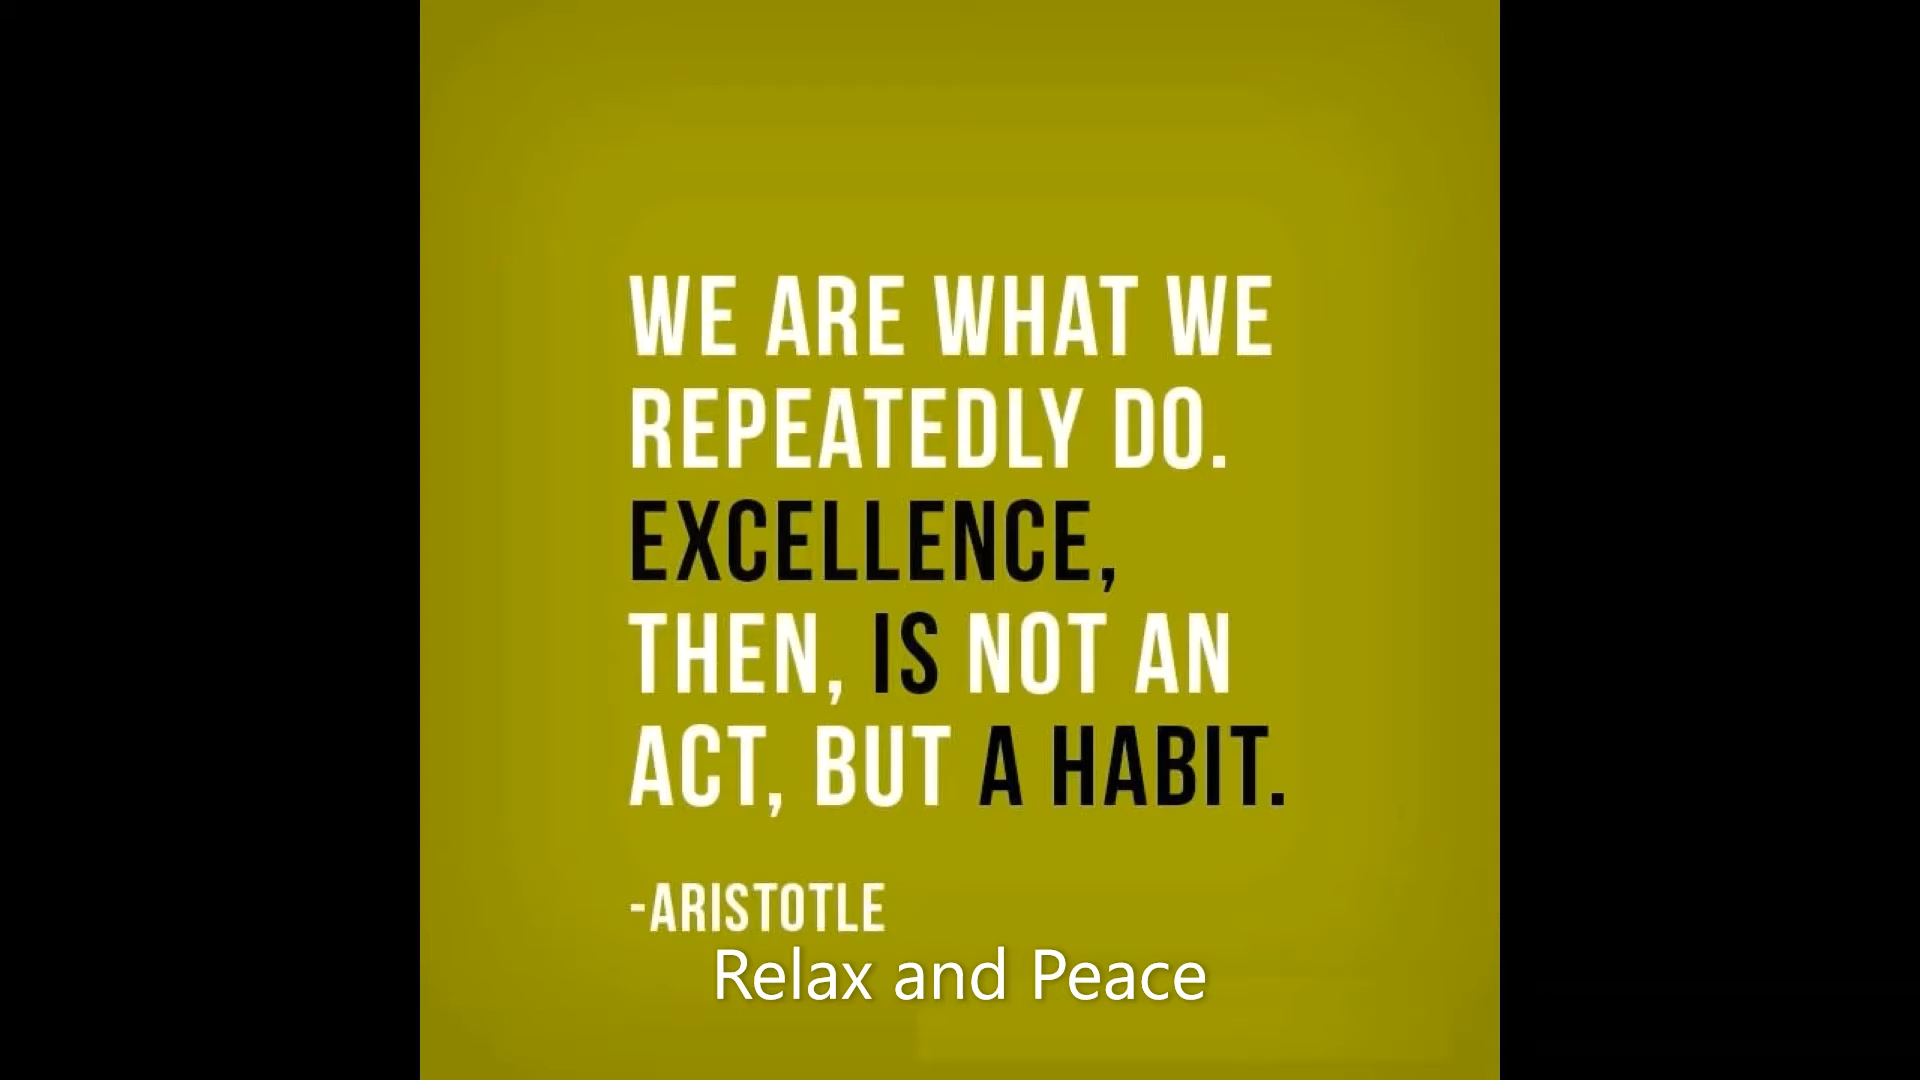 WE ARE WHAT WE
REPEATEDLY DO.
EXCELLENCE,
THEN, IS NOT AN
ACT, BUT A HABIT.
-ARISTOTLE
Relax and Peace